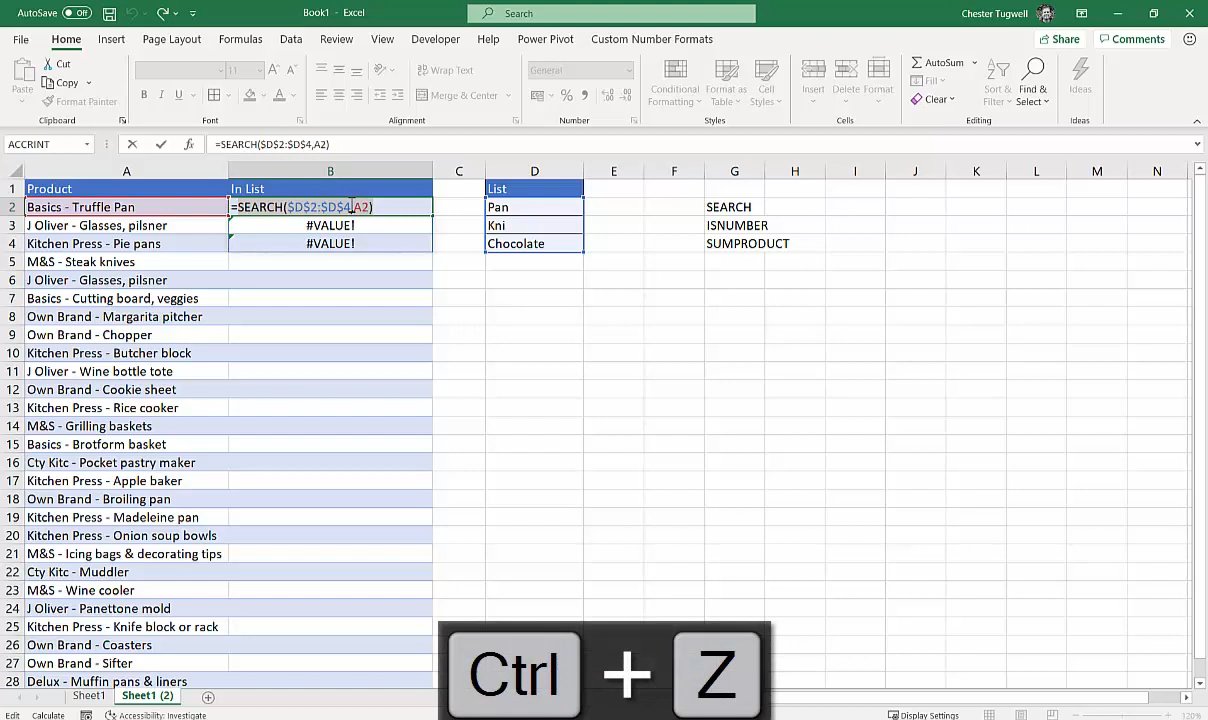 AutoSave Off Book1 - Excel Search Chester Tugwell
File Home Insert Page Layout Formulas Data Review View Developer Help Power Pivot Custom Number Formats Share Comments
Paste Cut Copy Format Painter Clipboard
11 B I U A A A Font
Wrap Text Merge & Center Alignment
General % Number
Conditional Formatting Format as Table Cell Styles Styles
Insert Delete Format Cells
AutoSum Fill Clear Sort & Filter Find & Select Editing
Ideas Ideas
ACCRINT fx =SEARCH($D$2:$D$4,A2)
A B C D E F G H I J K L M N
1 Product In List List
2 Basics - Truffle Pan =SEARCH($D$2:$D$4,A2) Pan SEARCH
3 J Oliver - Glasses, pilsner #VALUE! Kni ISNUMBER
4 Kitchen Press - Pie pans #VALUE! Chocolate SUMPRODUCT
5 M&S - Steak knives
6 J Oliver - Glasses, pilsner
7 Basics - Cutting board, veggies
8 Own Brand - Margarita pitcher
9 Own Brand - Chopper
10 Kitchen Press - Butcher block
11 J Oliver - Wine bottle tote
12 Own Brand - Cookie sheet
13 Kitchen Press - Rice cooker
14 M&S - Grilling baskets
15 Basics - Brotform basket
16 Cty Kitc - Pocket pastry maker
17 Kitchen Press - Apple baker
18 Own Brand - Broiling pan
19 Kitchen Press - Madeleine pan
20 Kitchen Press - Onion soup bowls
21 M&S - Icing bags & decorating tips
22 Cty Kitc - Muddler
23 M&S - Wine cooler
24 J Oliver - Panettone mold
25 Kitchen Press - Knife block or rack
26 Own Brand - Coasters
27 Own Brand - Sifter
28 Delux - Muffin pans & liners
Ctrl + Z
Sheet1 Sheet1 (2)
Edit Calculate Accessibility: Investigate Display Settings 120%